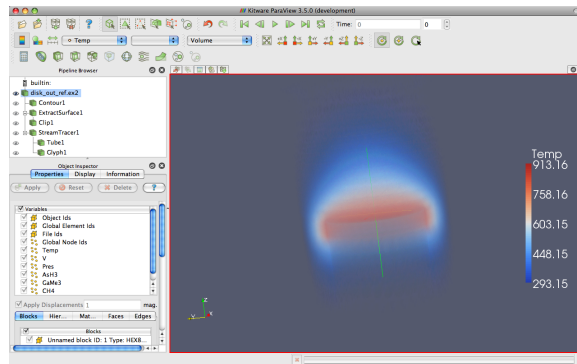 Kitware ParaView 3.5.0 (development)
Time: 0
0
Temp
Volume
Pipeline Browser
builtin:
disk_out_ref.ex2
Contour1
ExtractSurface1
Clip1
StreamTracer1
Tube1
Glyph1
Object Inspector
Properties Display Information
Apply Reset Delete ?
Variables
Object Ids
Global Element Ids
File Ids
Global Node Ids
Temp
V
Pres
AsH3
GaMe3
CH4
Apply Displacements 1 mag.
Blocks Hier... Mat... Faces Edges
Blocks
Unnamed block ID: 1 Type: HEX8...
Temp
913.16
758.16
603.15
448.15
293.15
Z
Y